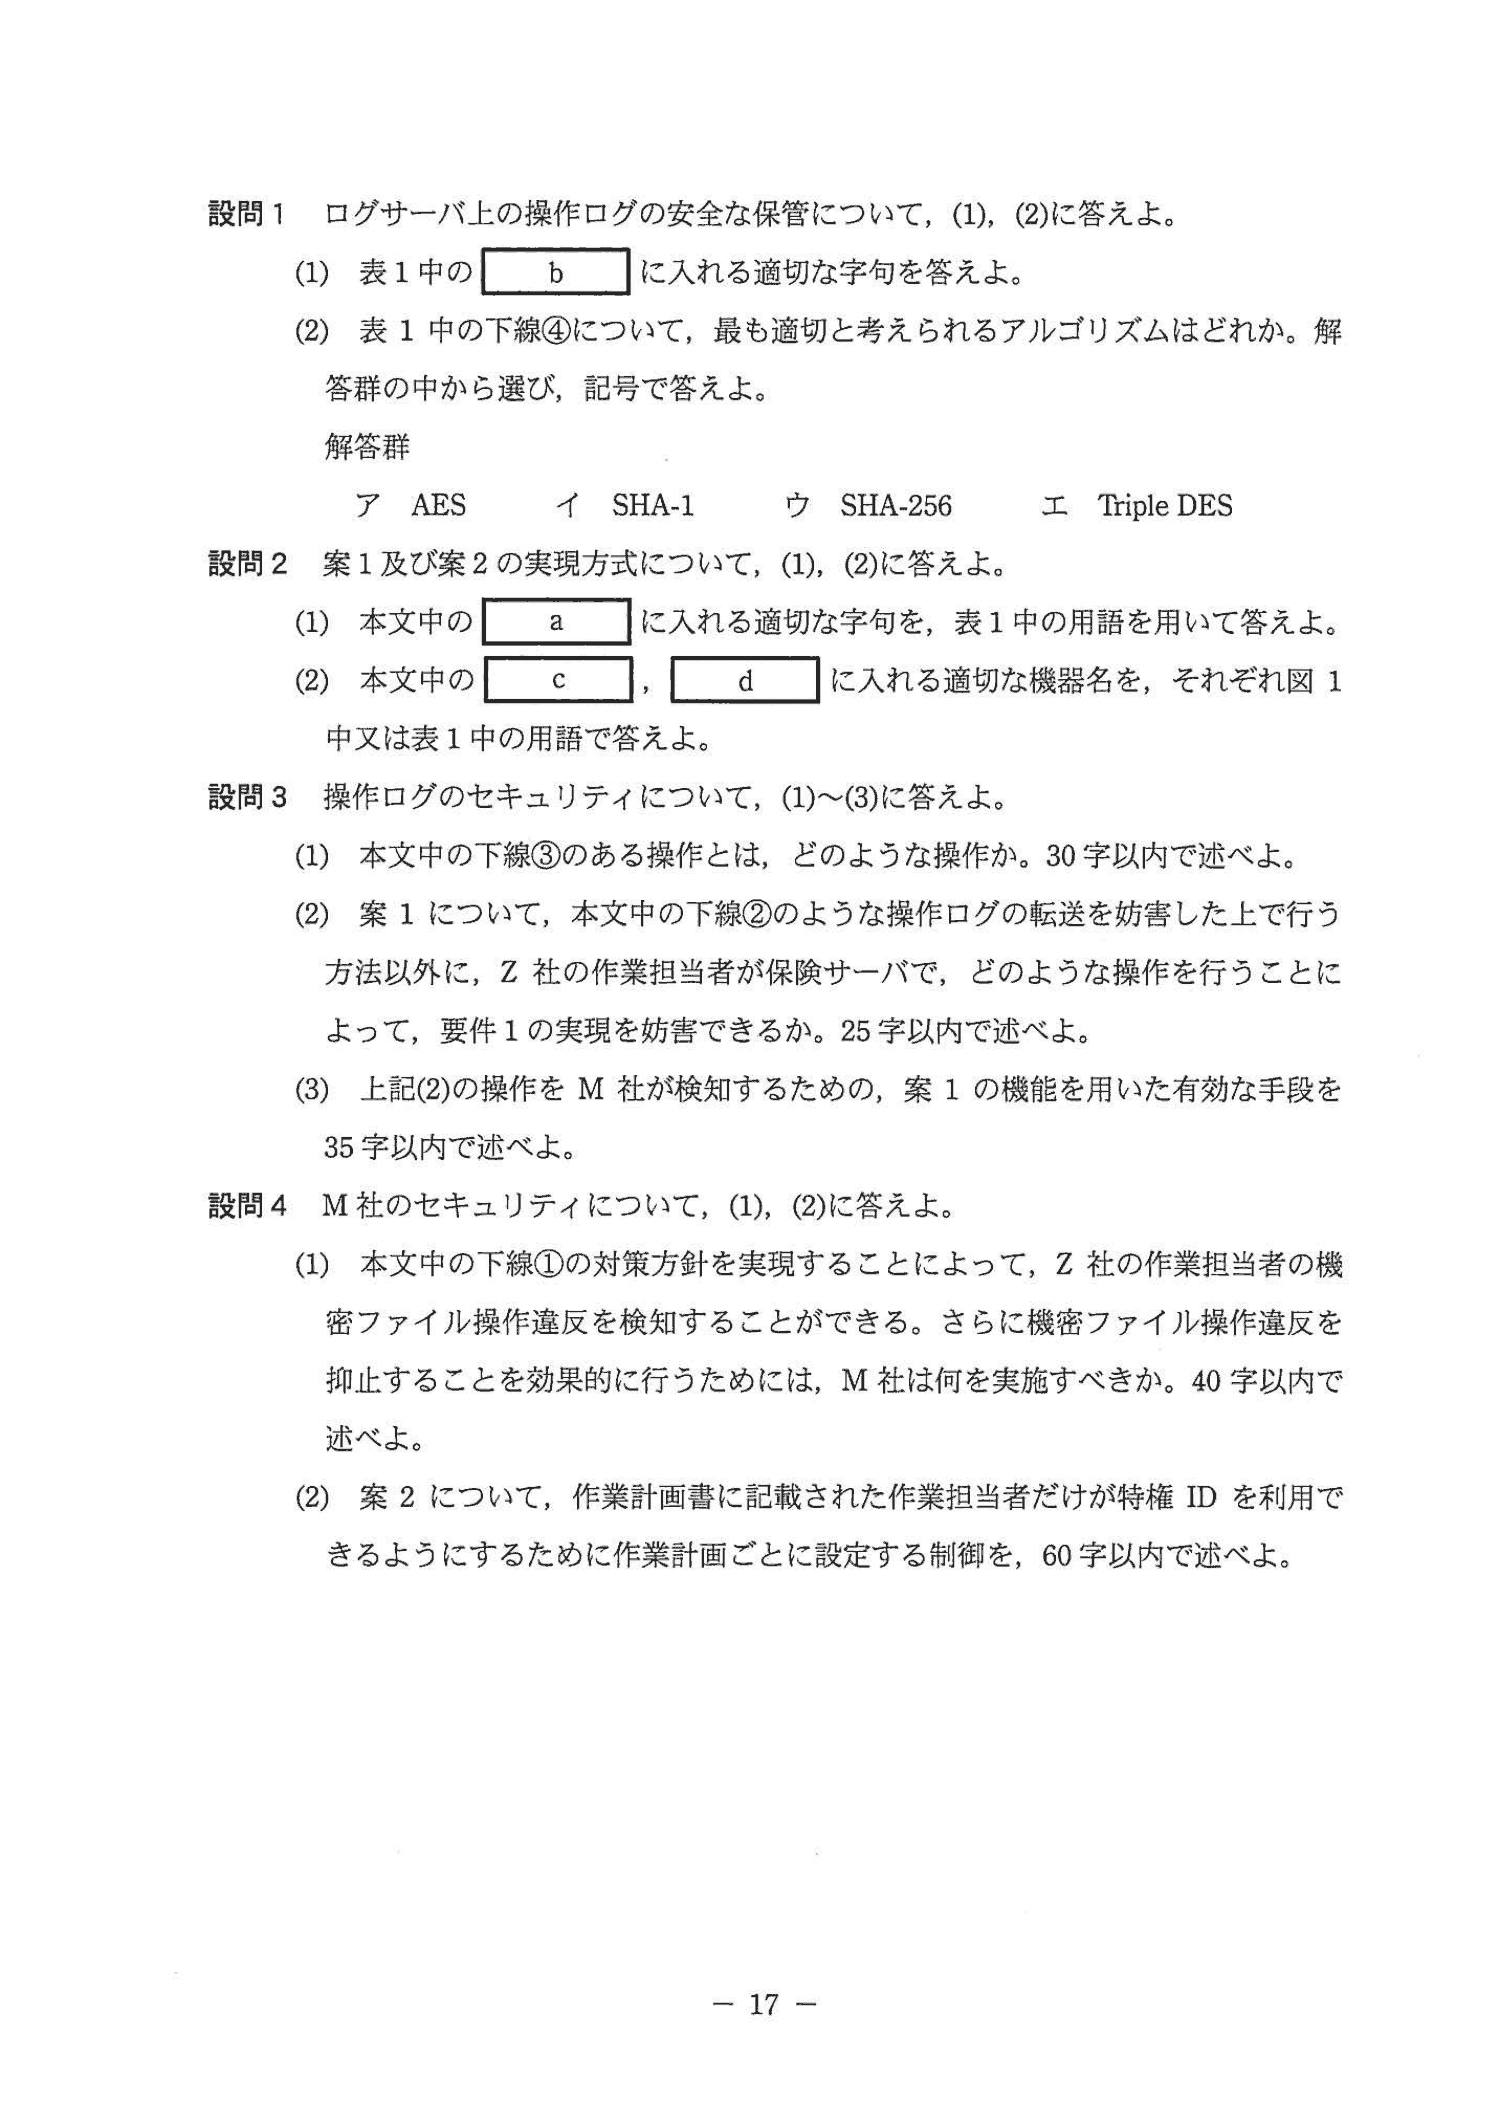 設問1 ログサーバ上の操作ログの安全な保管について，(1)，(2)に答えよ。
(1) 表1中の b に入れる適切な字句を答えよ。
(2) 表1中の下線④について，最も適切と考えられるアルゴリズムはどれか。解
答群の中から選び，記号で答えよ。
解答群
ア AES イ SHA-1 ウ SHA-256 エ Triple DES
設問2 案1及び案2の実現方式について，(1)，(2)に答えよ。
(1) 本文中の a に入れる適切な字句を，表1中の用語を用いて答えよ。
(2) 本文中の c ， d に入れる適切な機器名を，それぞれ図1
中又は表1中の用語で答えよ。
設問3 操作ログのセキュリティについて，(1)～(3)に答えよ。
(1) 本文中の下線③のある操作とは，どのような操作か。30字以内で述べよ。
(2) 案1について，本文中の下線②のような操作ログの転送を妨害した上で行う
方法以外に，Z社の作業担当者が保険サーバで，どのような操作を行うことに
よって，要件1の実現を妨害できるか。25字以内で述べよ。
(3) 上記(2)の操作をM社が検知するための，案1の機能を用いた有効な手段を
35字以内で述べよ。
設問4 M社のセキュリティについて，(1)，(2)に答えよ。
(1) 本文中の下線①の対策方針を実現することによって，Z社の作業担当者の機
密ファイル操作違反を検知することができる。さらに機密ファイル操作違反を
抑止することを効果的に行うためには，M社は何を実施すべきか。40字以内で
述べよ。
(2) 案2について，作業計画書に記載された作業担当者だけが特権IDを利用で
きるようにするために作業計画ごとに設定する制御を，60字以内で述べよ。
－ 17 －